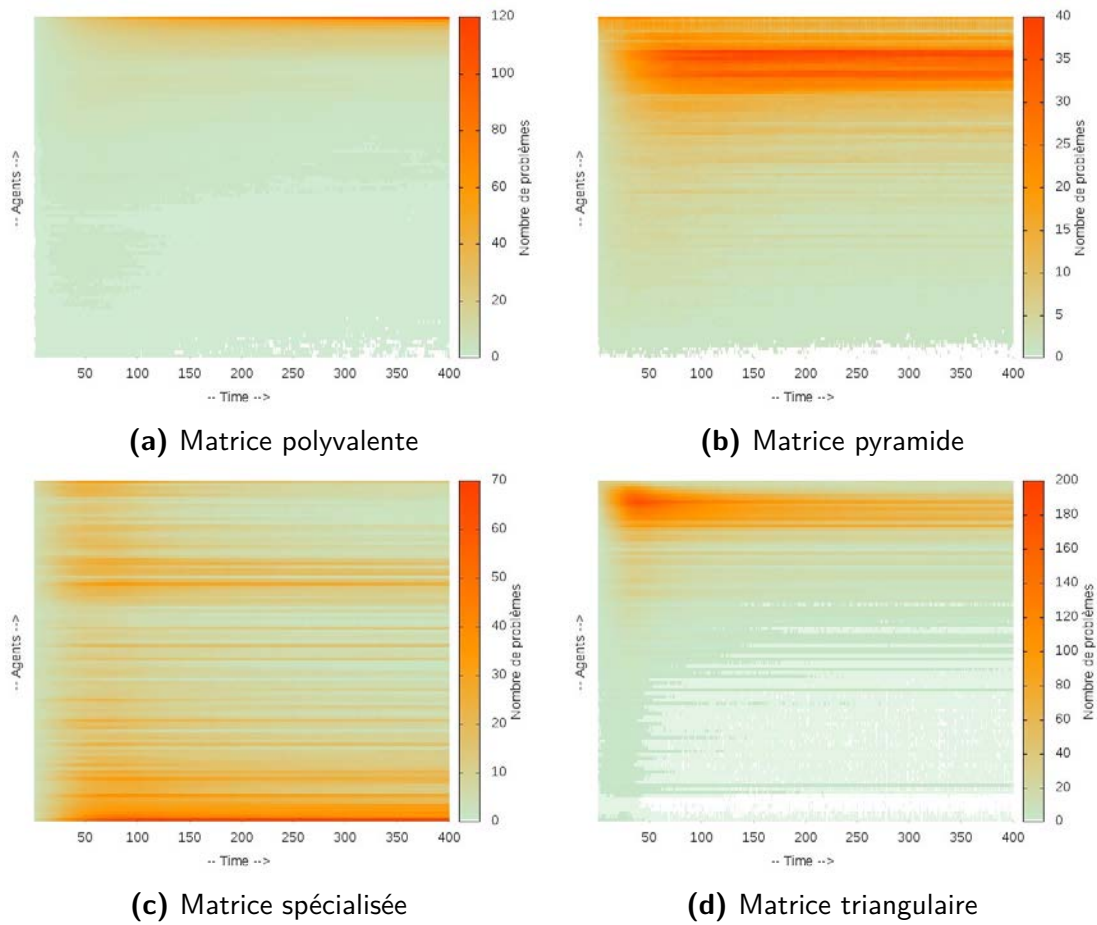 120
100
80
60
40
20
0
Nombre de problèmes
-- Agents -->
50 100 150 200 250 300 350 400
-- Time -->
(a) Matrice polyvalente
40
35
30
25
20
15
10
5
0
Nombre de problèmes
-- Agents -->
50 100 150 200 250 300 350 400
-- Time -->
(b) Matrice pyramide
70
60
50
40
30
20
10
0
Nombre de problèmes
-- Agents -->
50 100 150 200 250 300 350 400
-- Time -->
(c) Matrice spécialisée
200
180
160
140
120
100
80
60
40
20
0
Nombre de problèmes
-- Agents -->
50 100 150 200 250 300 350 400
-- Time -->
(d) Matrice triangulaire